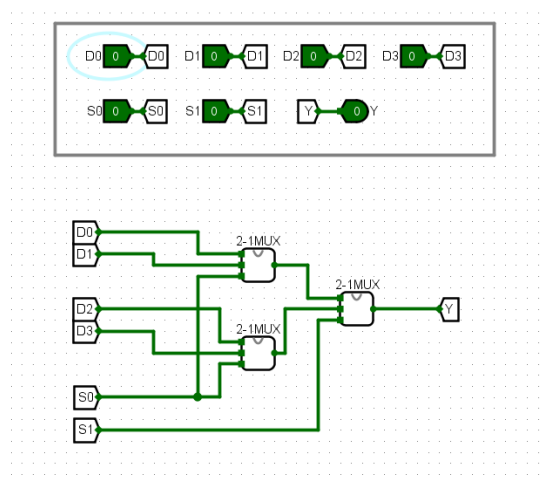 D0 0 D0 D1 0 D1 D2 0 D2 D3 0 D3
S0 0 S0 S1 0 S1 Y 0 Y
D0
2-1MUX
D1
2-1MUX
D2
Y
2-1MUX
D3
S0
S1